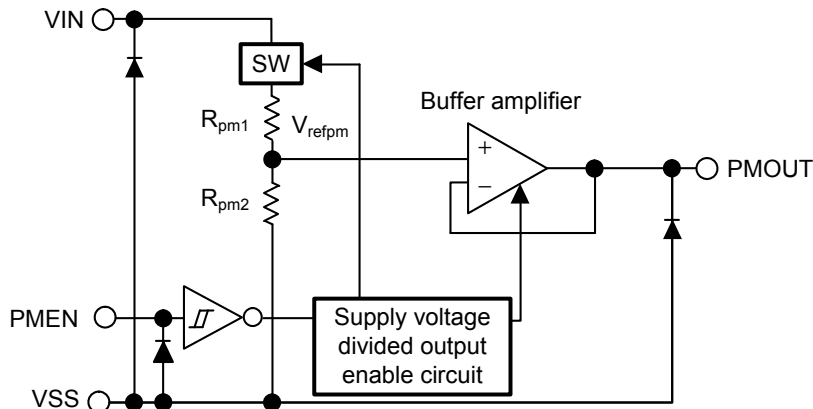 VIN
SW
Buffer amplifier
Rpm1
Vrefpm
+
−
PMOUT
Rpm2
PMEN
Supply voltage
divided output
enable circuit
VSS